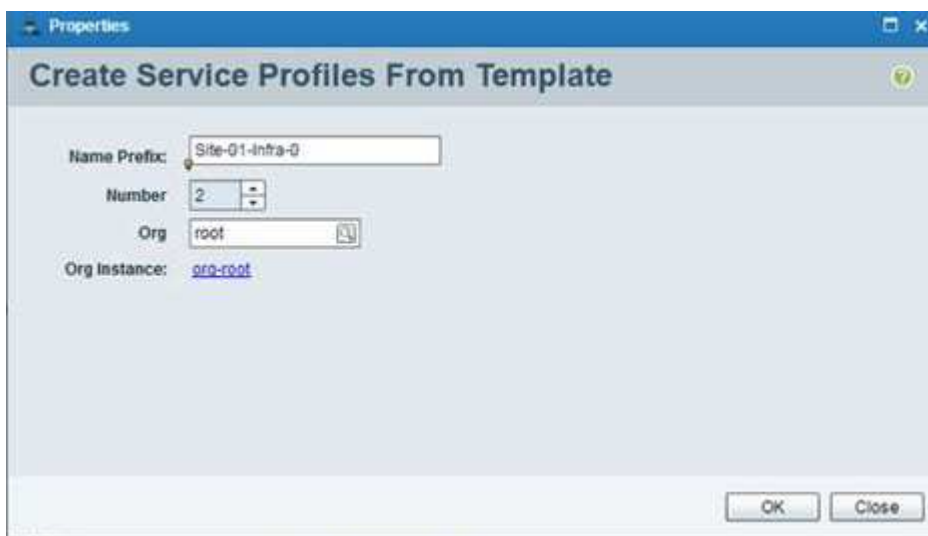 Properties
Create Service Profiles From Template
Name Prefix: Site-01-Infra-0
Number 2
Org root
Org Instance: org-root
OK Close